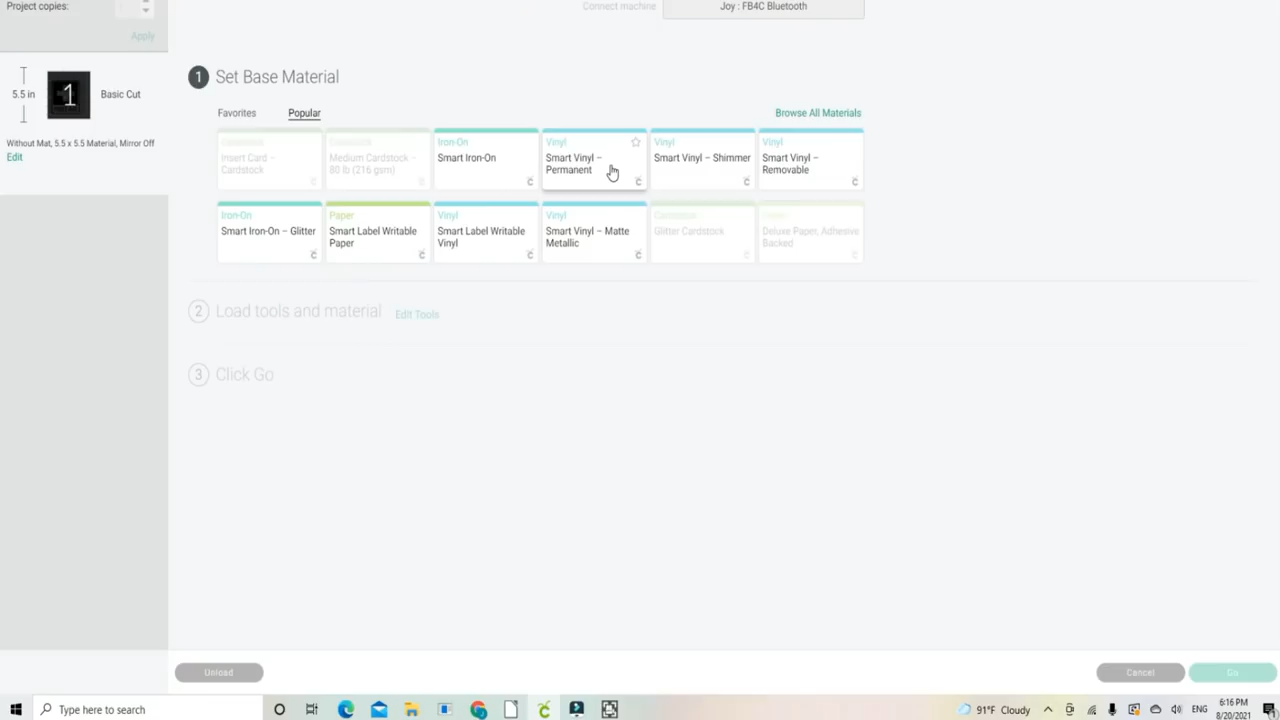 Project copies:
Connect machine
Joy : FB4C Bluetooth
Apply
5.5 in
1
Basic Cut
Without Mat, 5.5 x 5.5 Material, Mirror Off
Edit
1 Set Base Material
Favorites
Popular
Browse All Materials
Insert Card –
Cardstock
Medium Cardstock –
80 lb (216 gsm)
Iron-On
Smart Iron-On
Vinyl
Smart Vinyl –
Permanent
Vinyl
Smart Vinyl – Shimmer
Vinyl
Smart Vinyl –
Removable
Iron-On
Smart Iron-On – Glitter
Paper
Smart Label Writable
Paper
Vinyl
Smart Label Writable
Vinyl
Vinyl
Smart Vinyl – Matte
Metallic
Glitter Cardstock
Deluxe Paper, Adhesive
Backed
2 Load tools and material
Edit Tools
3 Click Go
Unload
Cancel
Go
Type here to search
91°F Cloudy
ENG
6:16 PM
8/20/2021